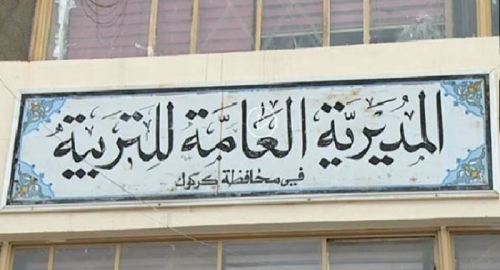 المديرية العامة للتربية
في محافظة كركوك